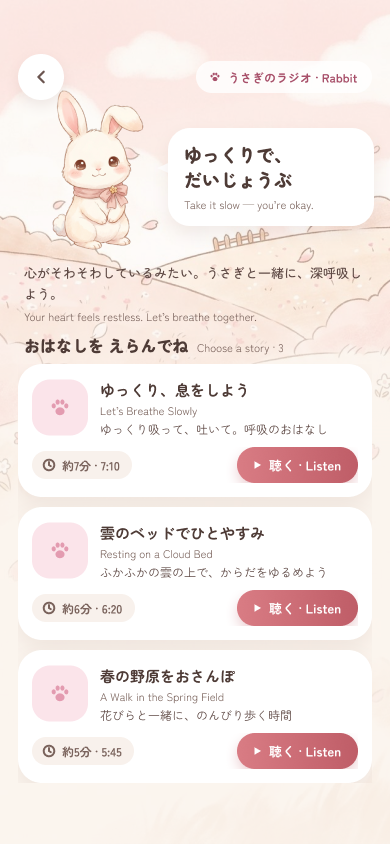 うさぎのラジオ · Rabbit
ゆっくりで、
だいじょうぶ
Take it slow — you're okay.
心がそわそわしているみたい。うさぎと一緒に、深呼吸し
よう。
Your heart feels restless. Let's breathe together.
おはなしを えらんでね Choose a story · 3
ゆっくり、息をしよう
Let's Breathe Slowly
ゆっくり吸って、吐いて。呼吸のおはなし
約7分 · 7:10
聴く · Listen
雲のベッドでひとやすみ
Resting on a Cloud Bed
ふかふかの雲の上で、からだをゆるめよう
約6分 · 6:20
聴く · Listen
春の野原をおさんぽ
A Walk in the Spring Field
花びらと一緒に、のんびり歩く時間
約5分 · 5:45
聴く · Listen